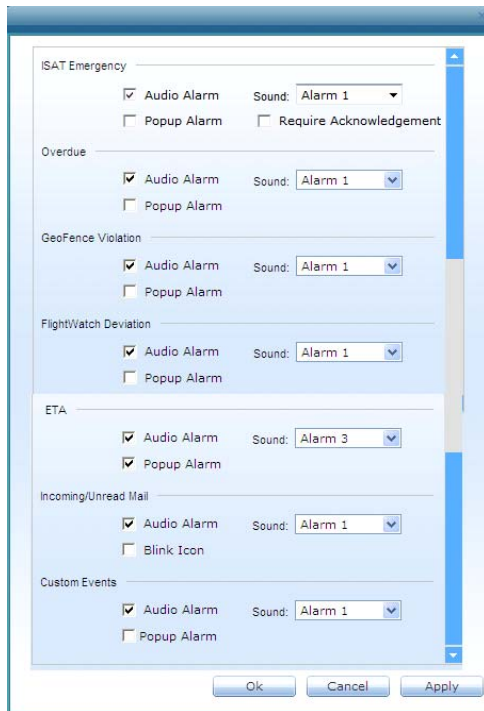 ISAT Emergency
Audio Alarm Sound: Alarm 1
Popup Alarm Require Acknowledgement
Overdue
Audio Alarm Sound: Alarm 1
Popup Alarm
GeoFence Violation
Audio Alarm Sound: Alarm 1
Popup Alarm
FlightWatch Deviation
Audio Alarm Sound: Alarm 1
Popup Alarm
ETA
Audio Alarm Sound: Alarm 3
Popup Alarm
Incoming/Unread Mail
Audio Alarm Sound: Alarm 1
Blink Icon
Custom Events
Audio Alarm Sound: Alarm 1
Popup Alarm
Ok Cancel Apply